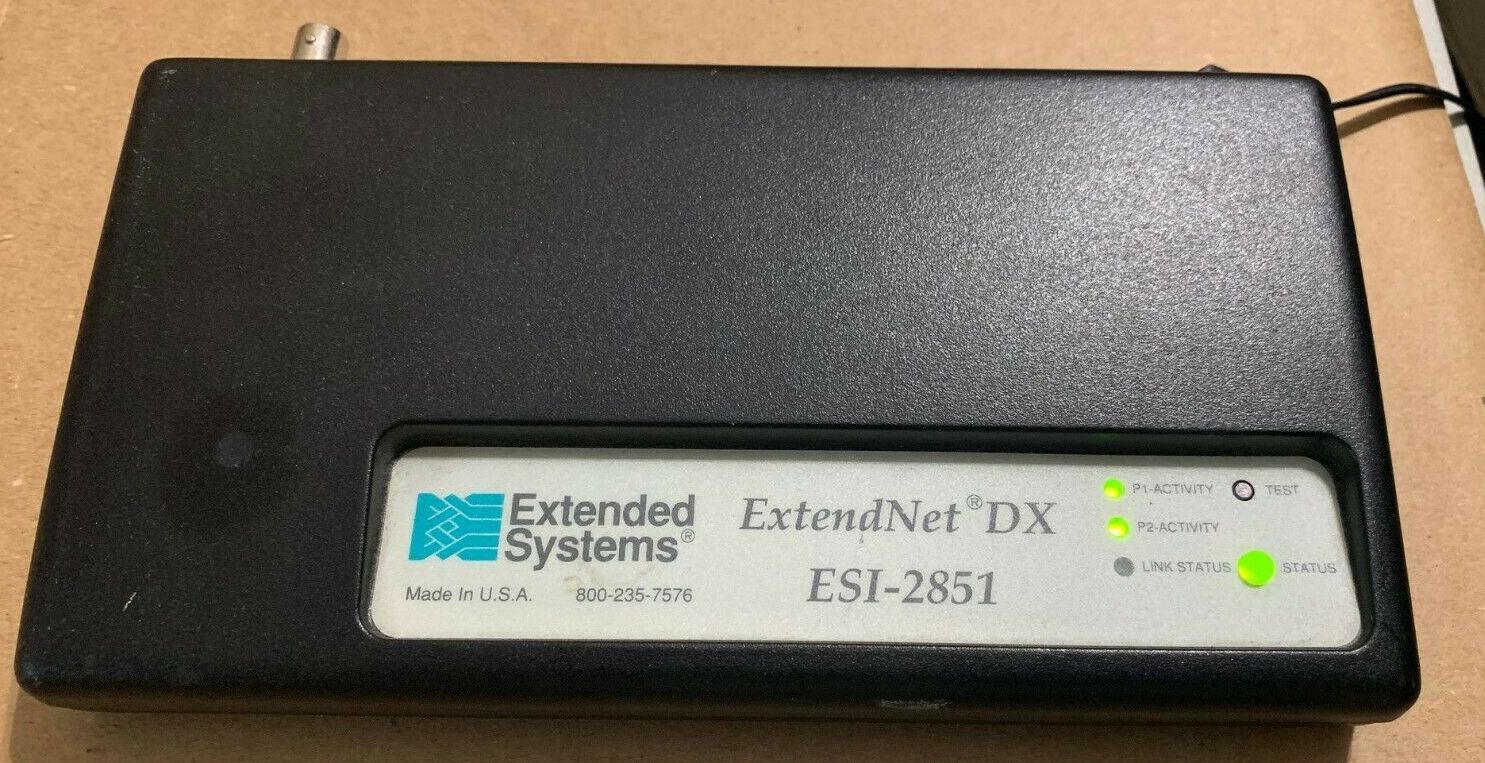 Extended
Systems®
Made In U.S.A. 800-235-7576
ExtendNet® DX
ESI-2851
P1-ACTIVITY TEST
P2-ACTIVITY
LINK STATUS STATUS